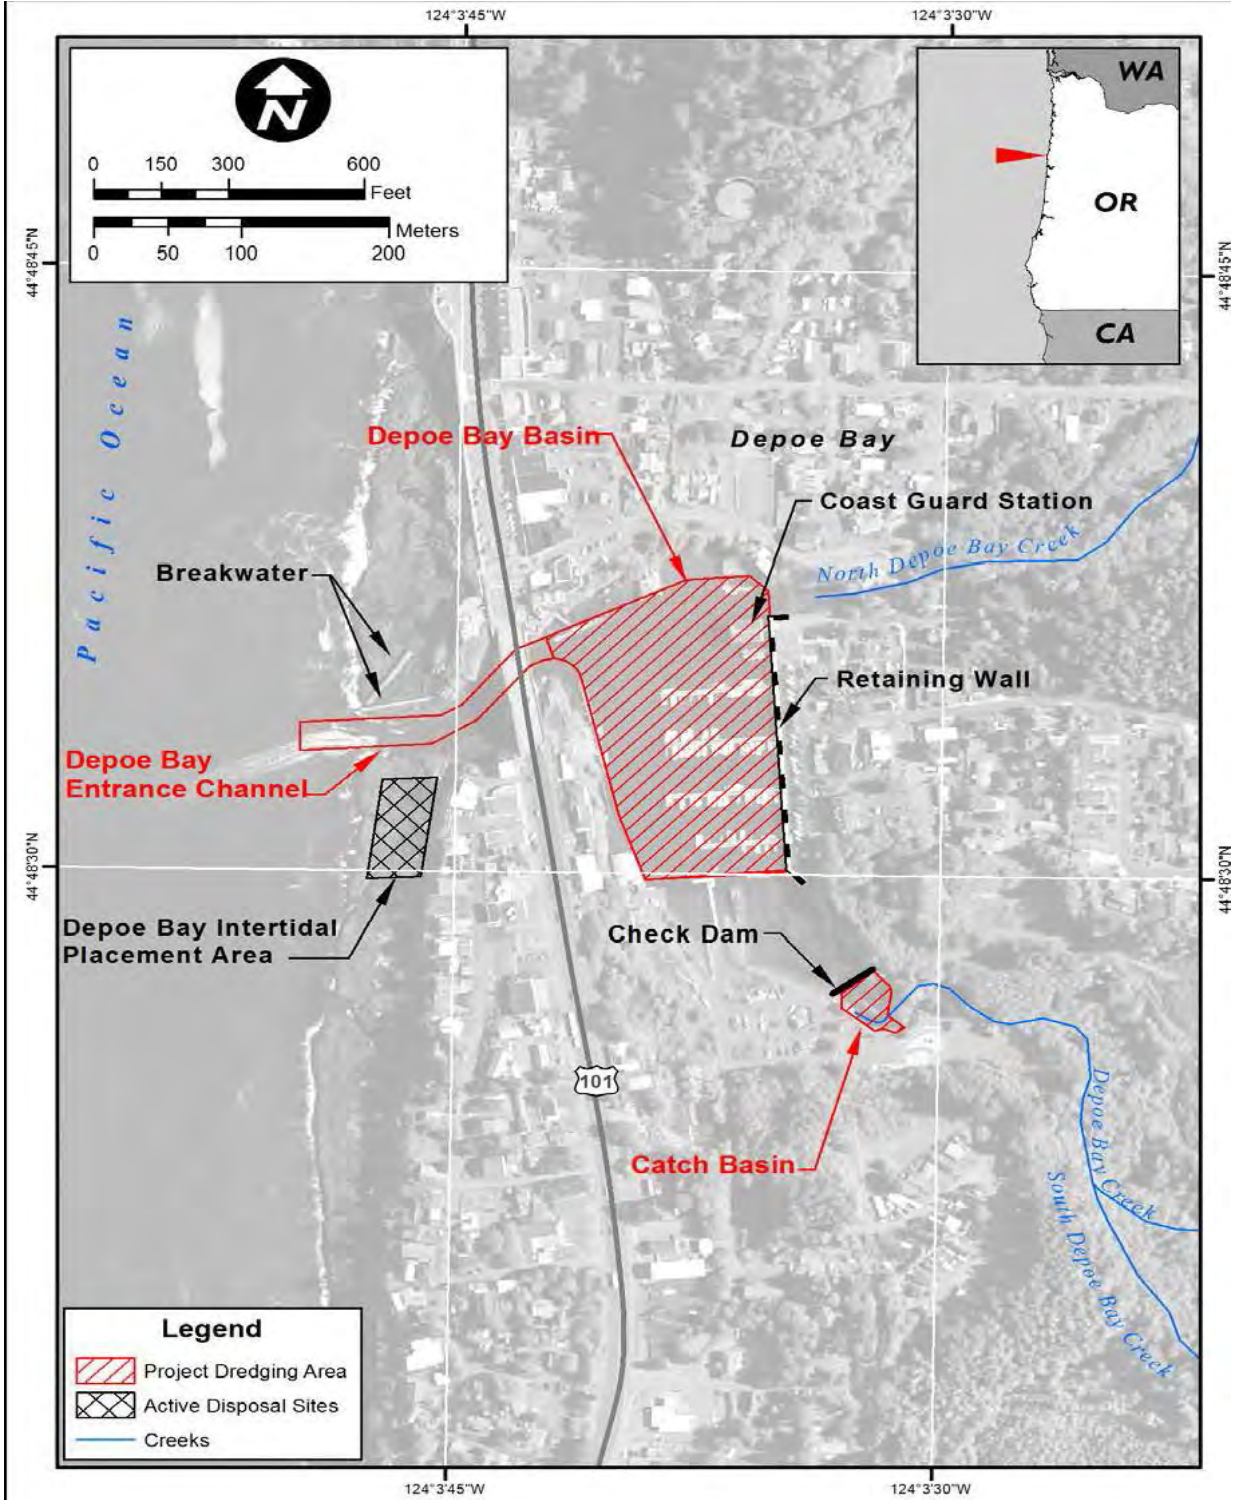 124°3'45"W 124°3'30"W
N
0 150 300 600
Feet
Meters
0 50 100 200
WA
OR
CA
44°48'45"N
44°48'45"N
Pacific Ocean
Depoe Bay Basin
Depoe Bay
Coast Guard Station
North Depoe Bay Creek
Breakwater
Retaining Wall
Depoe Bay
Entrance Channel
44°48'30"N
44°48'30"N
Depoe Bay Intertidal
Placement Area
Check Dam
101
Catch Basin
Depoe Bay Creek
South Depoe Bay Creek
Legend
Project Dredging Area
Active Disposal Sites
Creeks
124°3'45"W 124°3'30"W